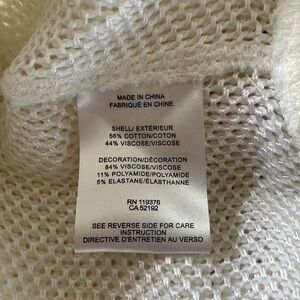 MADE IN CHINA
FABRIQUÉ EN CHINE
SHELL/ EXTÉRIEUR
56% COTTON/COTON
44% VISCOSE/VISCOSE
DECORATION/DÉCORATION
84% VISCOSE/VISCOSE
11% POLYAMIDE/POLYAMIDE
5% ELASTANE/ÉLASTHANNE
RN 119376
CA 52192
SEE REVERSE SIDE FOR CARE
INSTRUCTION
DIRECTIVE D'ENTRETIEN AU VERSO